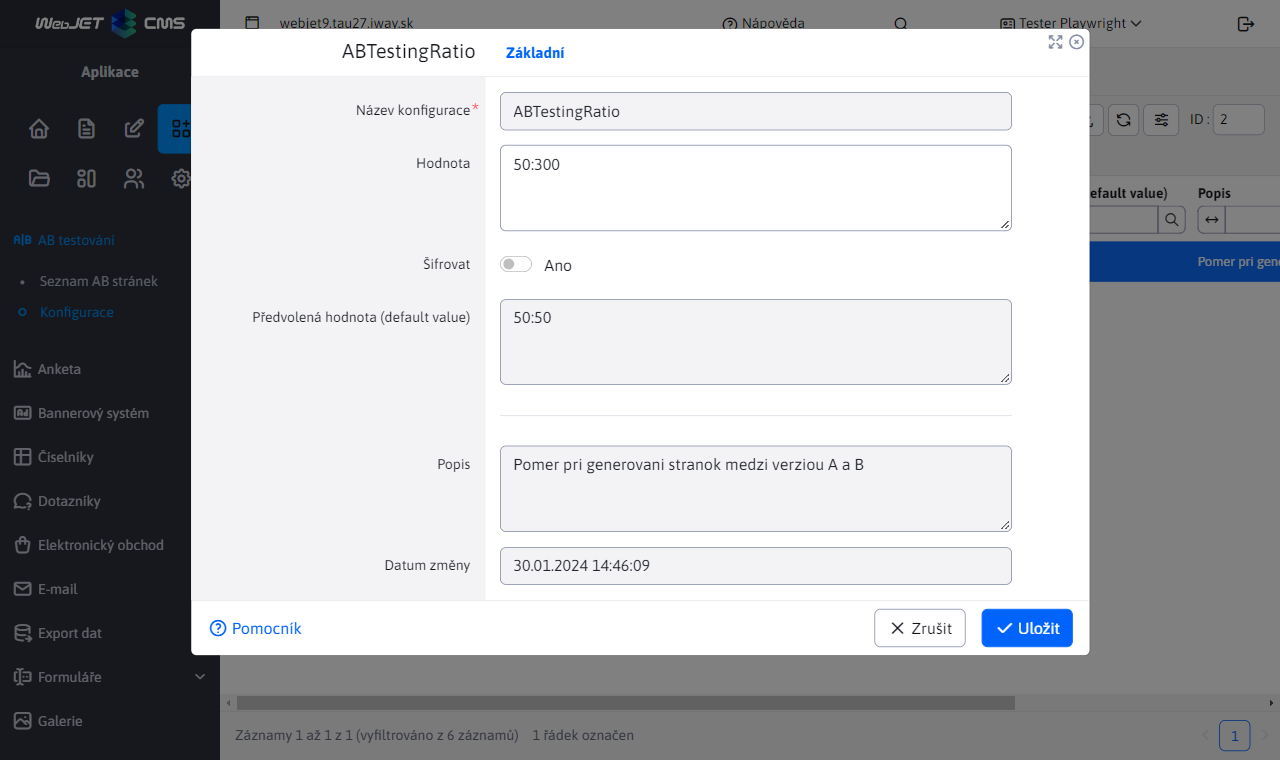 WebJET CMS
webjet9.tau27.iway.sk
Nápověda
Tester Playwright
Aplikace
ID : 2
AB testování
Seznam AB stránek
Konfigurace
Anketa
Bannerový systém
Číselníky
Dotazníky
Elektronický obchod
E-mail
Export dat
Formuláře
Galerie
ABTestingRatio Základní
Název konfigurace* ABTestingRatio
Hodnota 50:300
Šifrovat Ano
Předvolená hodnota (default value) 50:50
Popis Pomer pri generovani stranok medzi verziou A a B
Datum změny 30.01.2024 14:46:09
Pomocník Zrušit Uložit
efault value) Popis
Pomer pri gene
Záznamy 1 až 1 z 1 (vyfiltrováno z 6 záznamů) 1 řádek označen
1